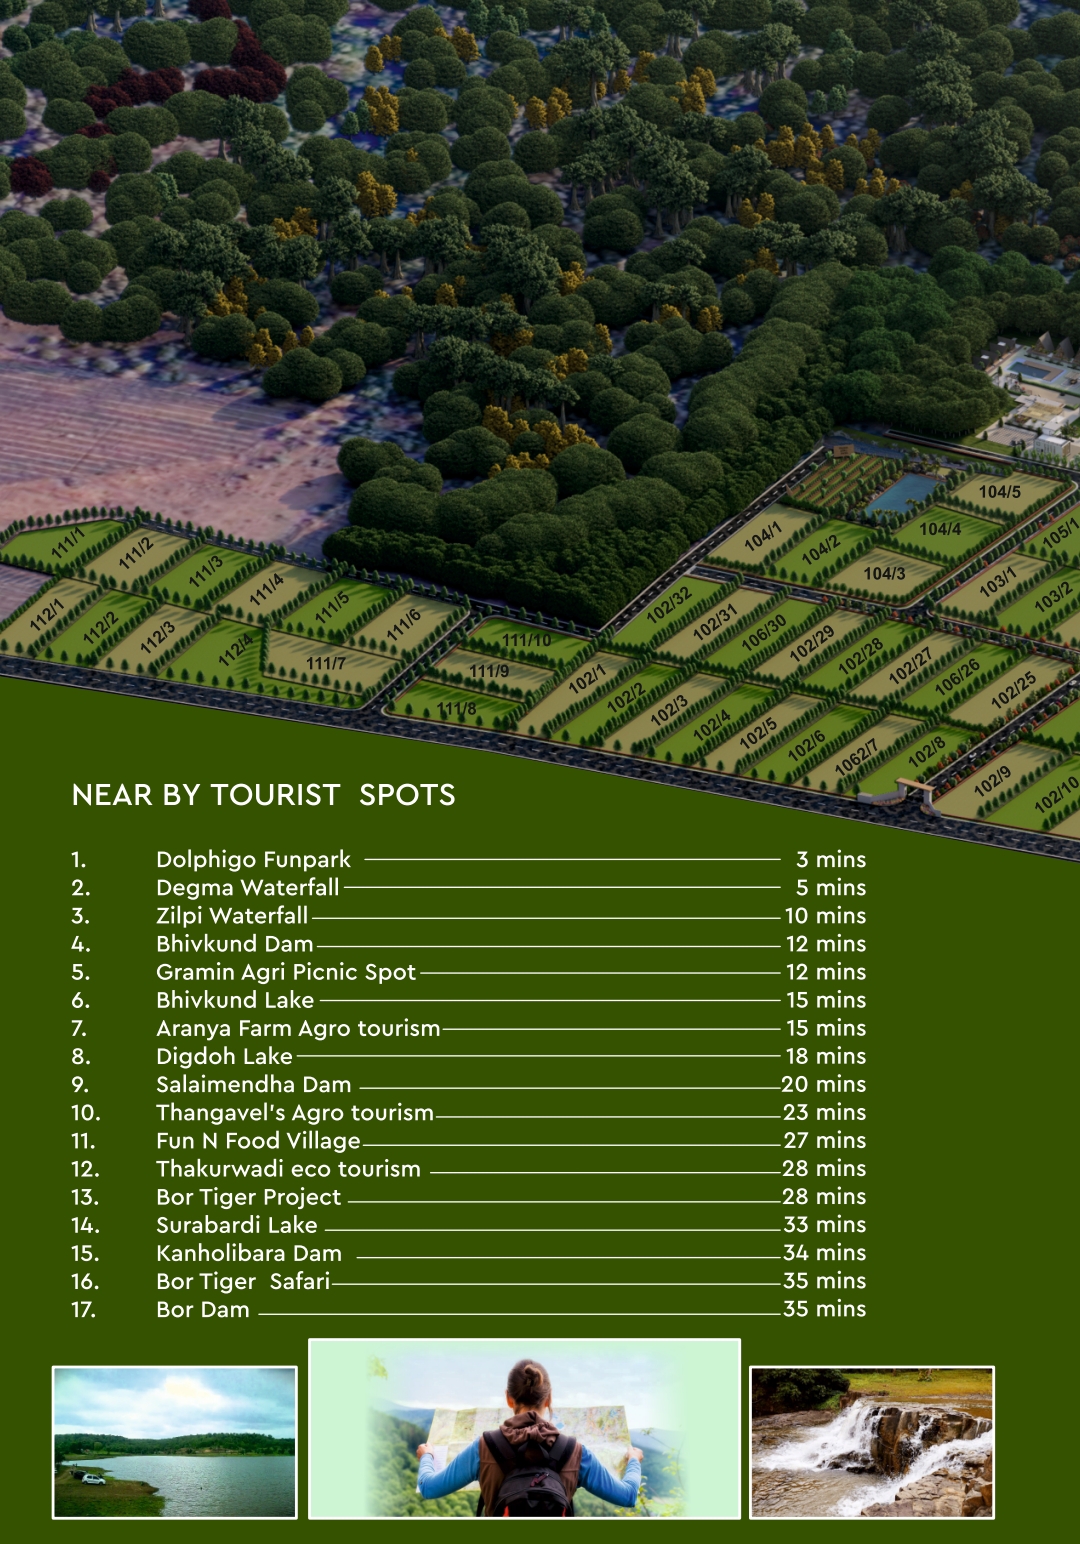 104/5
104/4
104/1
104/2
104/3
105/1
103/1
103/2
111/1
111/2
111/3
111/4
111/5
111/6
112/1
112/2
112/3
112/4
111/7
111/10
111/9
111/8
102/32
102/31
106/30
102/29
102/28
102/27
106/26
102/25
102/1
102/2
102/3
102/4
102/5
102/6
1062/7
102/8
102/9
102/10
NEAR BY TOURIST SPOTS
1. Dolphigo Funpark 3 mins
2. Degma Waterfall 5 mins
3. Zilpi Waterfall 10 mins
4. Bhivkund Dam 12 mins
5. Gramin Agri Picnic Spot 12 mins
6. Bhivkund Lake 15 mins
7. Aranya Farm Agro tourism 15 mins
8. Digdoh Lake 18 mins
9. Salaimendha Dam 20 mins
10. Thangavel's Agro tourism 23 mins
11. Fun N Food Village 27 mins
12. Thakurwadi eco tourism 28 mins
13. Bor Tiger Project 28 mins
14. Surabardi Lake 33 mins
15. Kanholibara Dam 34 mins
16. Bor Tiger Safari 35 mins
17. Bor Dam 35 mins